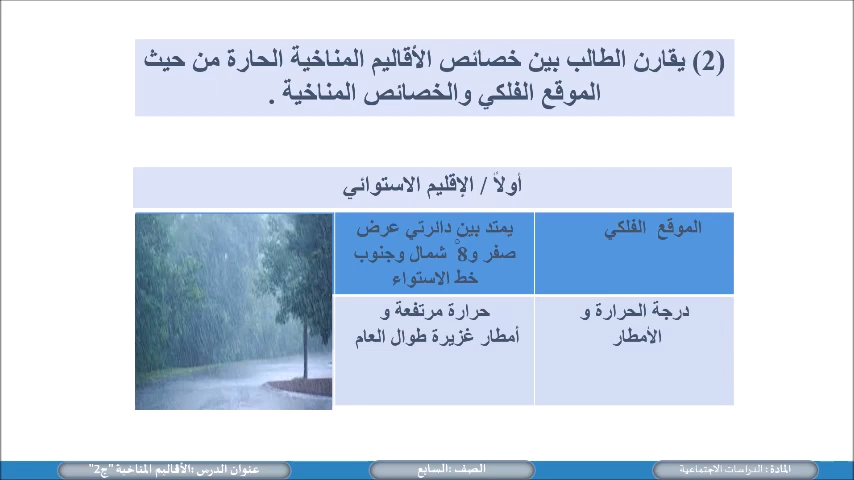 (2) يقارن الطالب بين خصائص الأقاليم المناخية الحارة من حيث
الموقع الفلكي والخصائص المناخية .
أولاً / الإقليم الاستوائي
الموقع الفلكي
يمتد بين دائرتي عرض
صفر و8° شمال وجنوب
خط الاستواء
درجة الحرارة و
الأمطار
حرارة مرتفعة و
أمطار غزيرة طوال العام
المادة : الدراسات الاجتماعية
الصف :السابع
عنوان الدرس :الأقاليم المناخية "ج2"